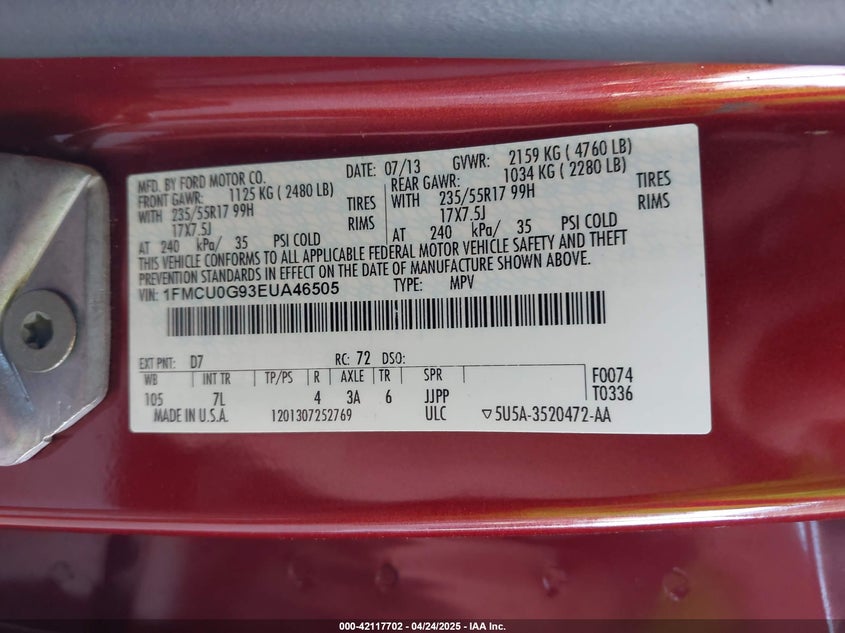 MFD. BY FORD MOTOR CO. DATE: 07/13 GVWR: 2159 KG ( 4760 LB)
FRONT GAWR: 1125 KG ( 2480 LB) REAR GAWR: 1034 KG ( 2280 LB)
WITH 235/55R17 99H TIRES WITH 235/55R17 99H TIRES
17X7.5J RIMS 17X7.5J RIMS
AT 240 kPa/ 35 PSI COLD AT 240 kPa/ 35 PSI COLD
THIS VEHICLE CONFORMS TO ALL APPLICABLE FEDERAL MOTOR VEHICLE SAFETY AND THEFT
PREVENTION STANDARDS IN EFFECT ON THE DATE OF MANUFACTURE SHOWN ABOVE.
VIN: 1FMCU0G93EUA46505 TYPE: MPV
EXT PNT: D7 RC: 72 DSO:
WB INT TR TP/PS R AXLE TR SPR F0074
105 7L 4 3A 6 JJPP T0336
MADE IN U.S.A. 1201307252769 ULC ▽5U5A-3520472-AA
000-42117702 - 04/24/2025 - IAA Inc.